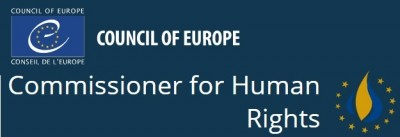 COUNCIL OF EUROPE
CONSEIL DE L'EUROPE
COUNCIL OF EUROPE
Commissioner for Human
Rights